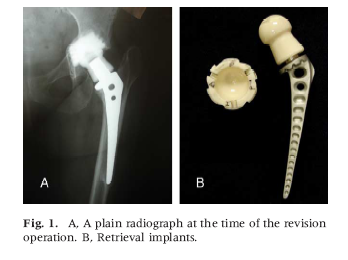 A
B
Fig. 1. A, A plain radiograph at the time of the revision
operation. B, Retrieval implants.